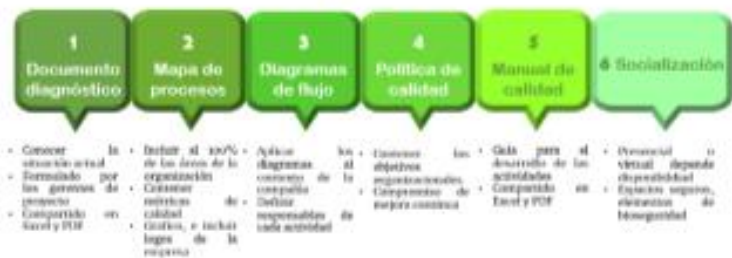 1
Documento
diagnóstico
• Conocer la
situación actual
• Formulado por
los gerentes de
proyecto
• Compartido en
Excel y PDF
2
Mapa de
procesos
• Incluir al 100%
de las áreas de la
organización
• Contener
métricas de
calidad
• Gráfico, e incluir
logos de la
empresa
3
Diagramas
de flujo
• Aplicar los
diagramas al
contexto de la
compañía
• Definir
responsables de
cada actividad
4
Política de
calidad
• Contener los
objetivos
organizacionales.
• Compromiso de
mejora continua
5
Manual de
calidad
• Guía para el
desarrollo de las
actividades
• Compartido en
Excel y PDF
6 Socialización
• Presencial o
virtual depende
disponibilidad
• Espacios seguros,
elementos de
bioseguridad